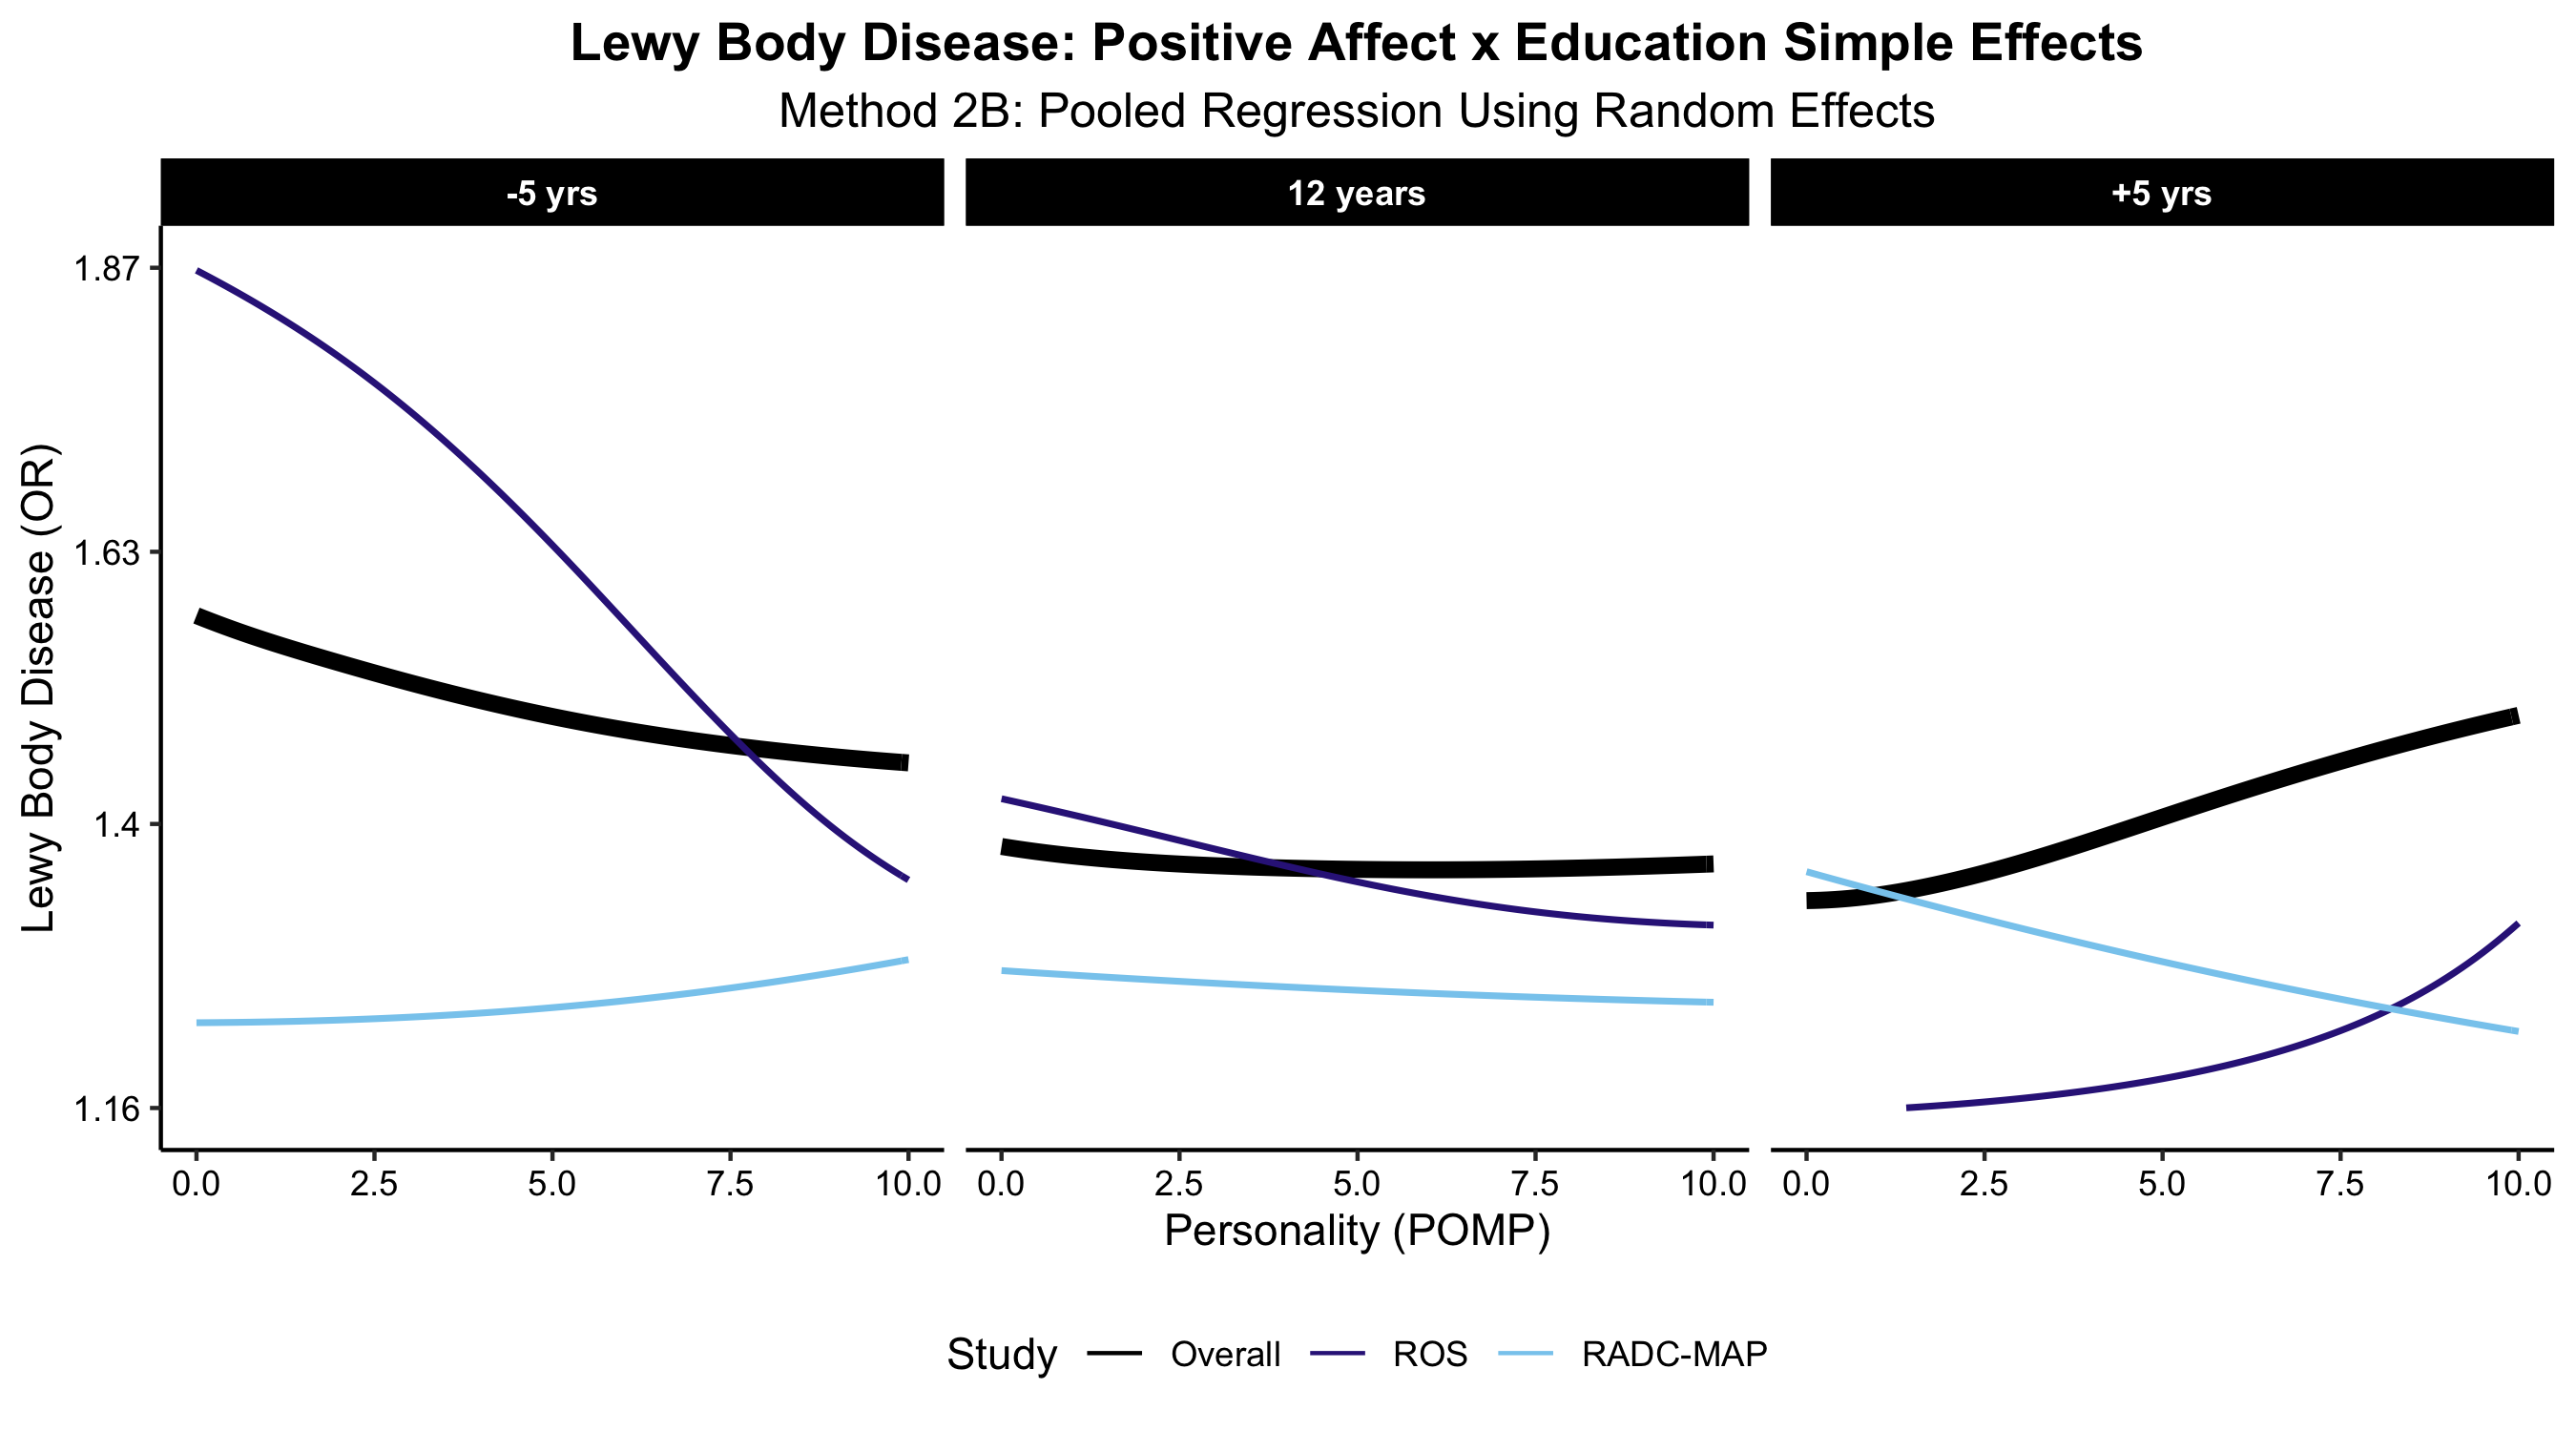 Lewy Body Disease: Positive Affect x Education Simple Effects
Method 2B: Pooled Regression Using Random Effects
-5 yrs 12 years +5 yrs
Lewy Body Disease (OR)
1.87
1.63
1.4
1.16
0.0 2.5 5.0 7.5 10.0 0.0 2.5 5.0 7.5 10.0 0.0 2.5 5.0 7.5 10.0
Personality (POMP)
Study Overall ROS RADC-MAP